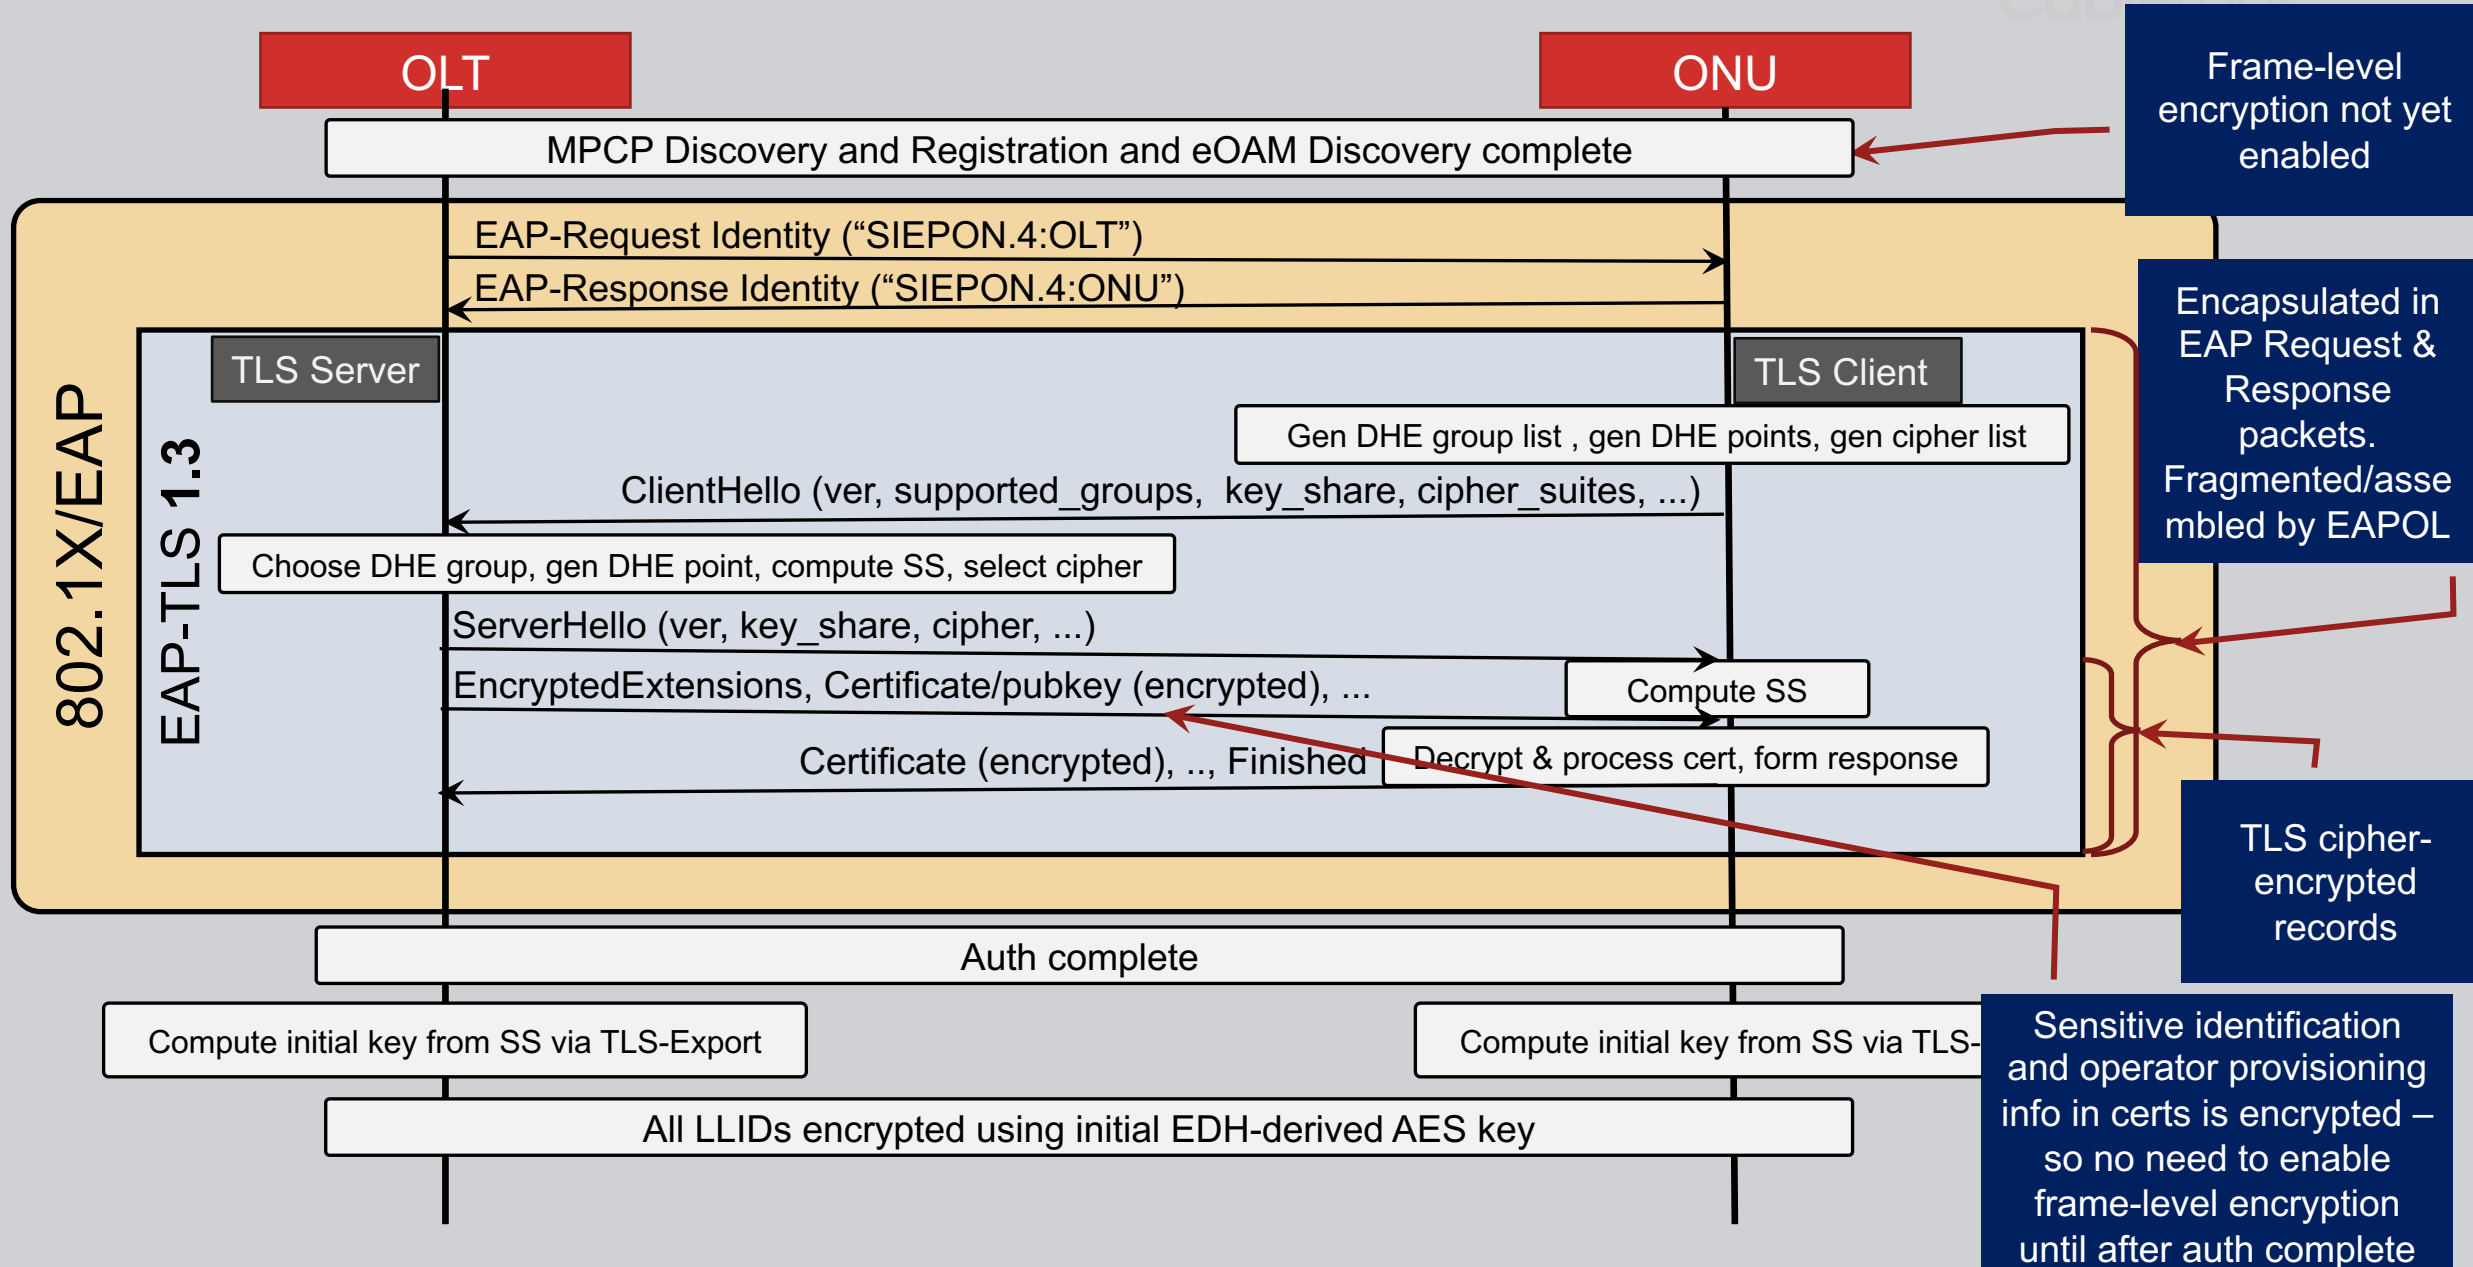 OLT
ONU
Frame-level
encryption not yet
enabled
MPCP Discovery and Registration and eOAM Discovery complete
EAP-Request Identity (“SIEPON.4:OLT”)
EAP-Response Identity (“SIEPON.4:ONU”)
Encapsulated in
EAP Request &
Response
packets.
Fragmented/asse
mbled by EAPOL
802.1X/EAP
EAP-TLS 1.3
TLS Server
TLS Client
Gen DHE group list , gen DHE points, gen cipher list
ClientHello (ver, supported_groups,  key_share, cipher_suites, ...)
Choose DHE group, gen DHE point, compute SS, select cipher
ServerHello (ver, key_share, cipher, ...)
EncryptedExtensions, Certificate/pubkey (encrypted), ...
Compute SS
Certificate (encrypted), .., Finished
Decrypt & process cert, form response
TLS cipher-
encrypted
records
Auth complete
Compute initial key from SS via TLS-Export
Compute initial key from SS via TLS-
All LLIDs encrypted using initial EDH-derived AES key
Sensitive identification
and operator provisioning
info in certs is encrypted –
so no need to enable
frame-level encryption
until after auth complete